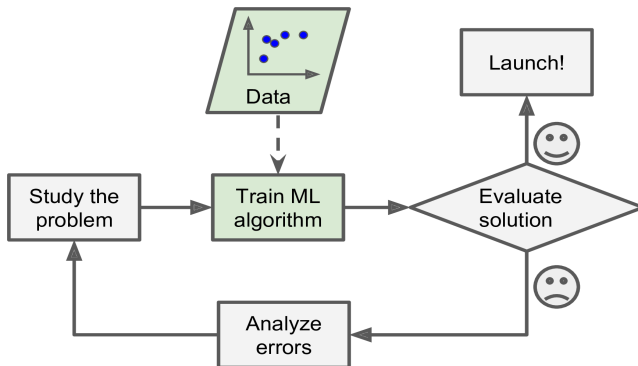 Data
Launch!
Study the
problem
Train ML
algorithm
Evaluate
solution
Analyze
errors